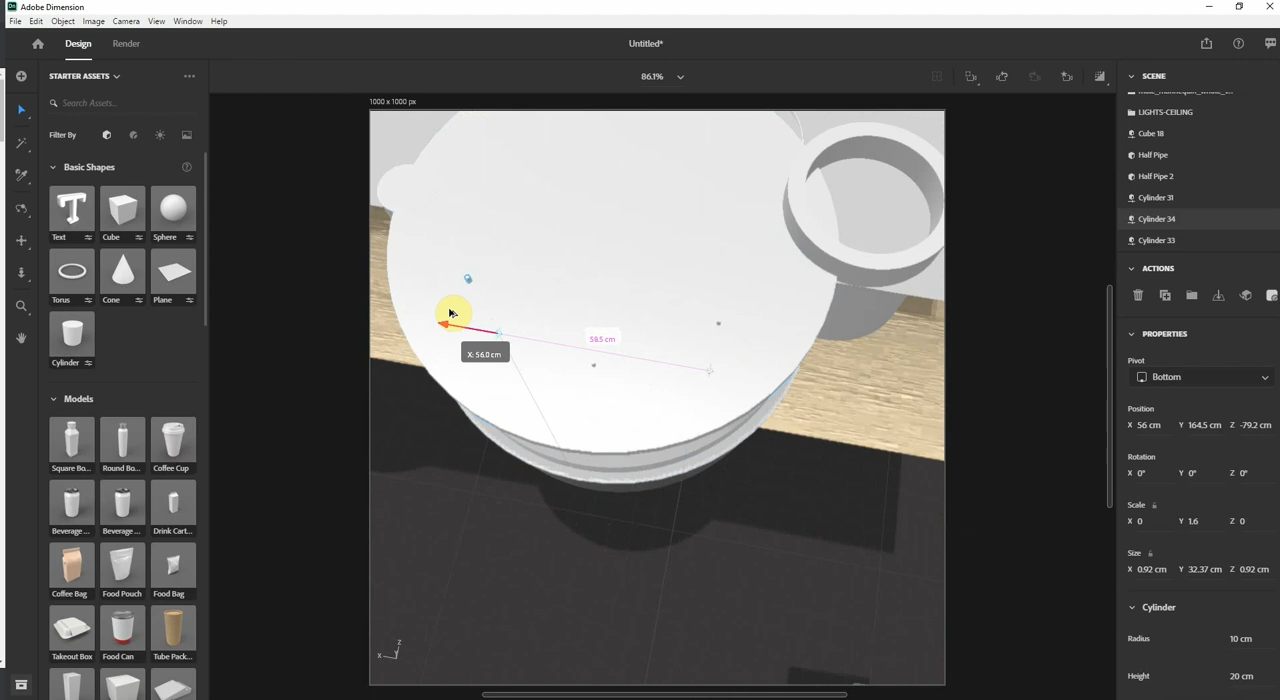 Adobe Dimension
File Edit Object Image Camera View Window Help
Design Render Untitled*
STARTER ASSETS
86.1%
SCENE
Search Assets...
1000 x 1000 px
LIGHTS-CEILING
Filter By
Cube 18
Half Pipe
Basic Shapes
Half Pipe 2
Cylinder 31
Cylinder 34
Text Cube Sphere
Cylinder 33
ACTIONS
Torus Cone Plane
PROPERTIES
58.5 cm
X: 56.0 cm
Pivot
Cylinder
Bottom
Models
Position
X 56 cm Y 164.5 cm Z -79.2 cm
Rotation
Square Bo... Round Bo... Coffee Cup
X 0° Y 0° Z 0°
Scale
X 0 Y 1.6 Z 0
Beverage ... Beverage ... Drink Cart...
Size
X 0.92 cm Y 32.37 cm Z 0.92 cm
Coffee Bag Food Pouch Food Bag
Cylinder
Radius 10 cm
Takeout Box Food Can Tube Pack...
Height 20 cm
X Z Y